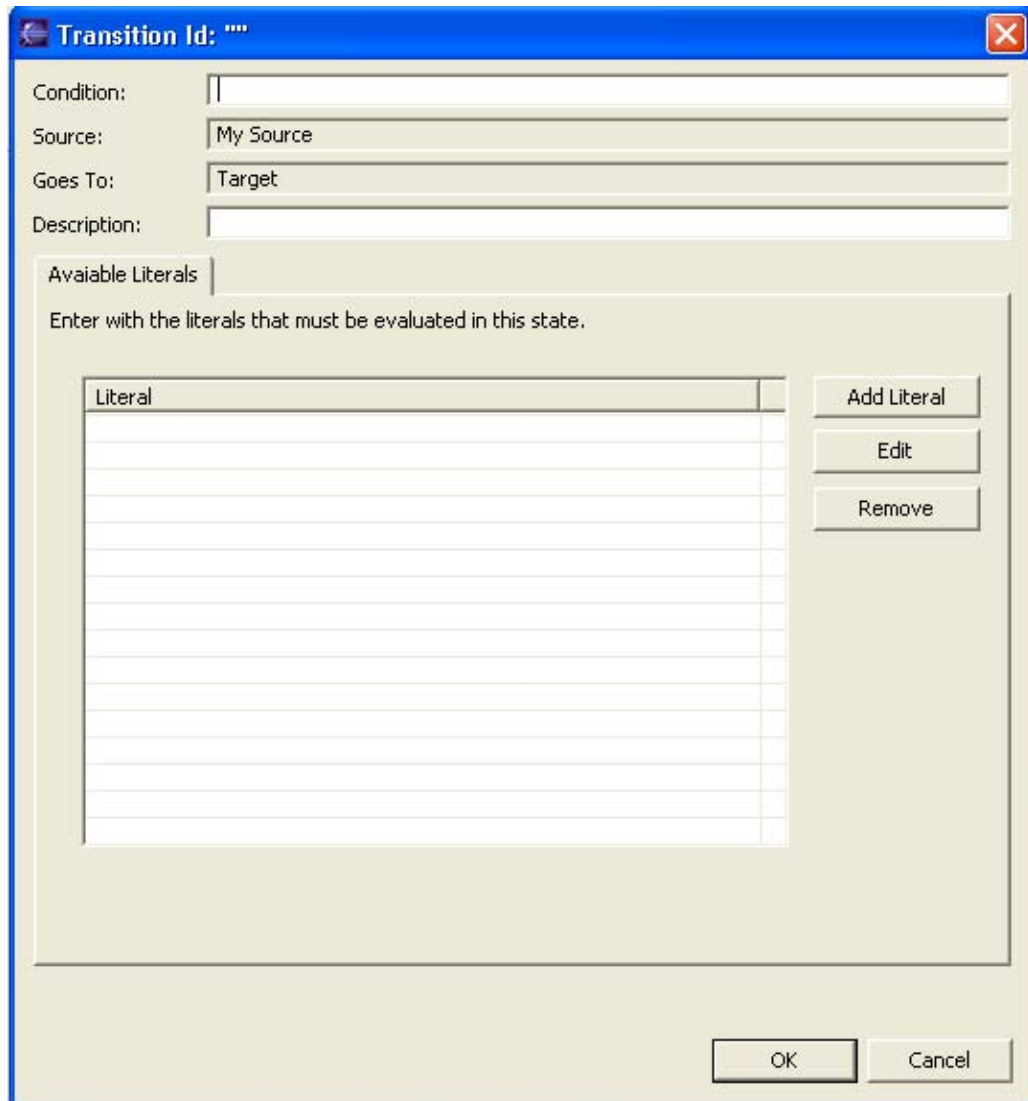 Transition Id: ""
Condition:
Source: My Source
Goes To: Target
Description:
Avaiable Literals
Enter with the literals that must be evaluated in this state.
Literal
Add Literal
Edit
Remove
OK Cancel